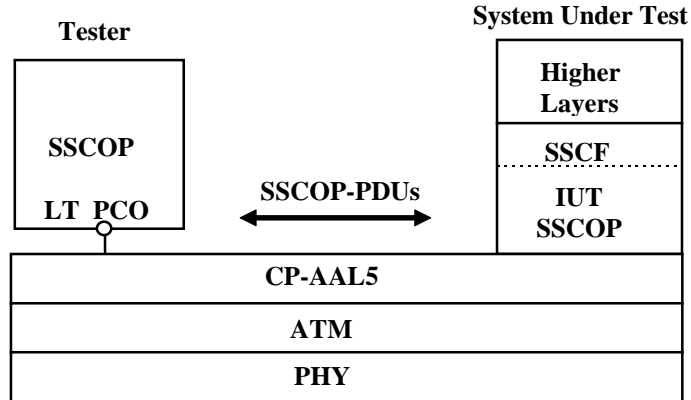 System Under Test
Tester
Higher
Layers
SSCOP
SSCF
SSCOP-PDUs
IUT
SSCOP
LT PCO
CP-AAL5
ATM
PHY